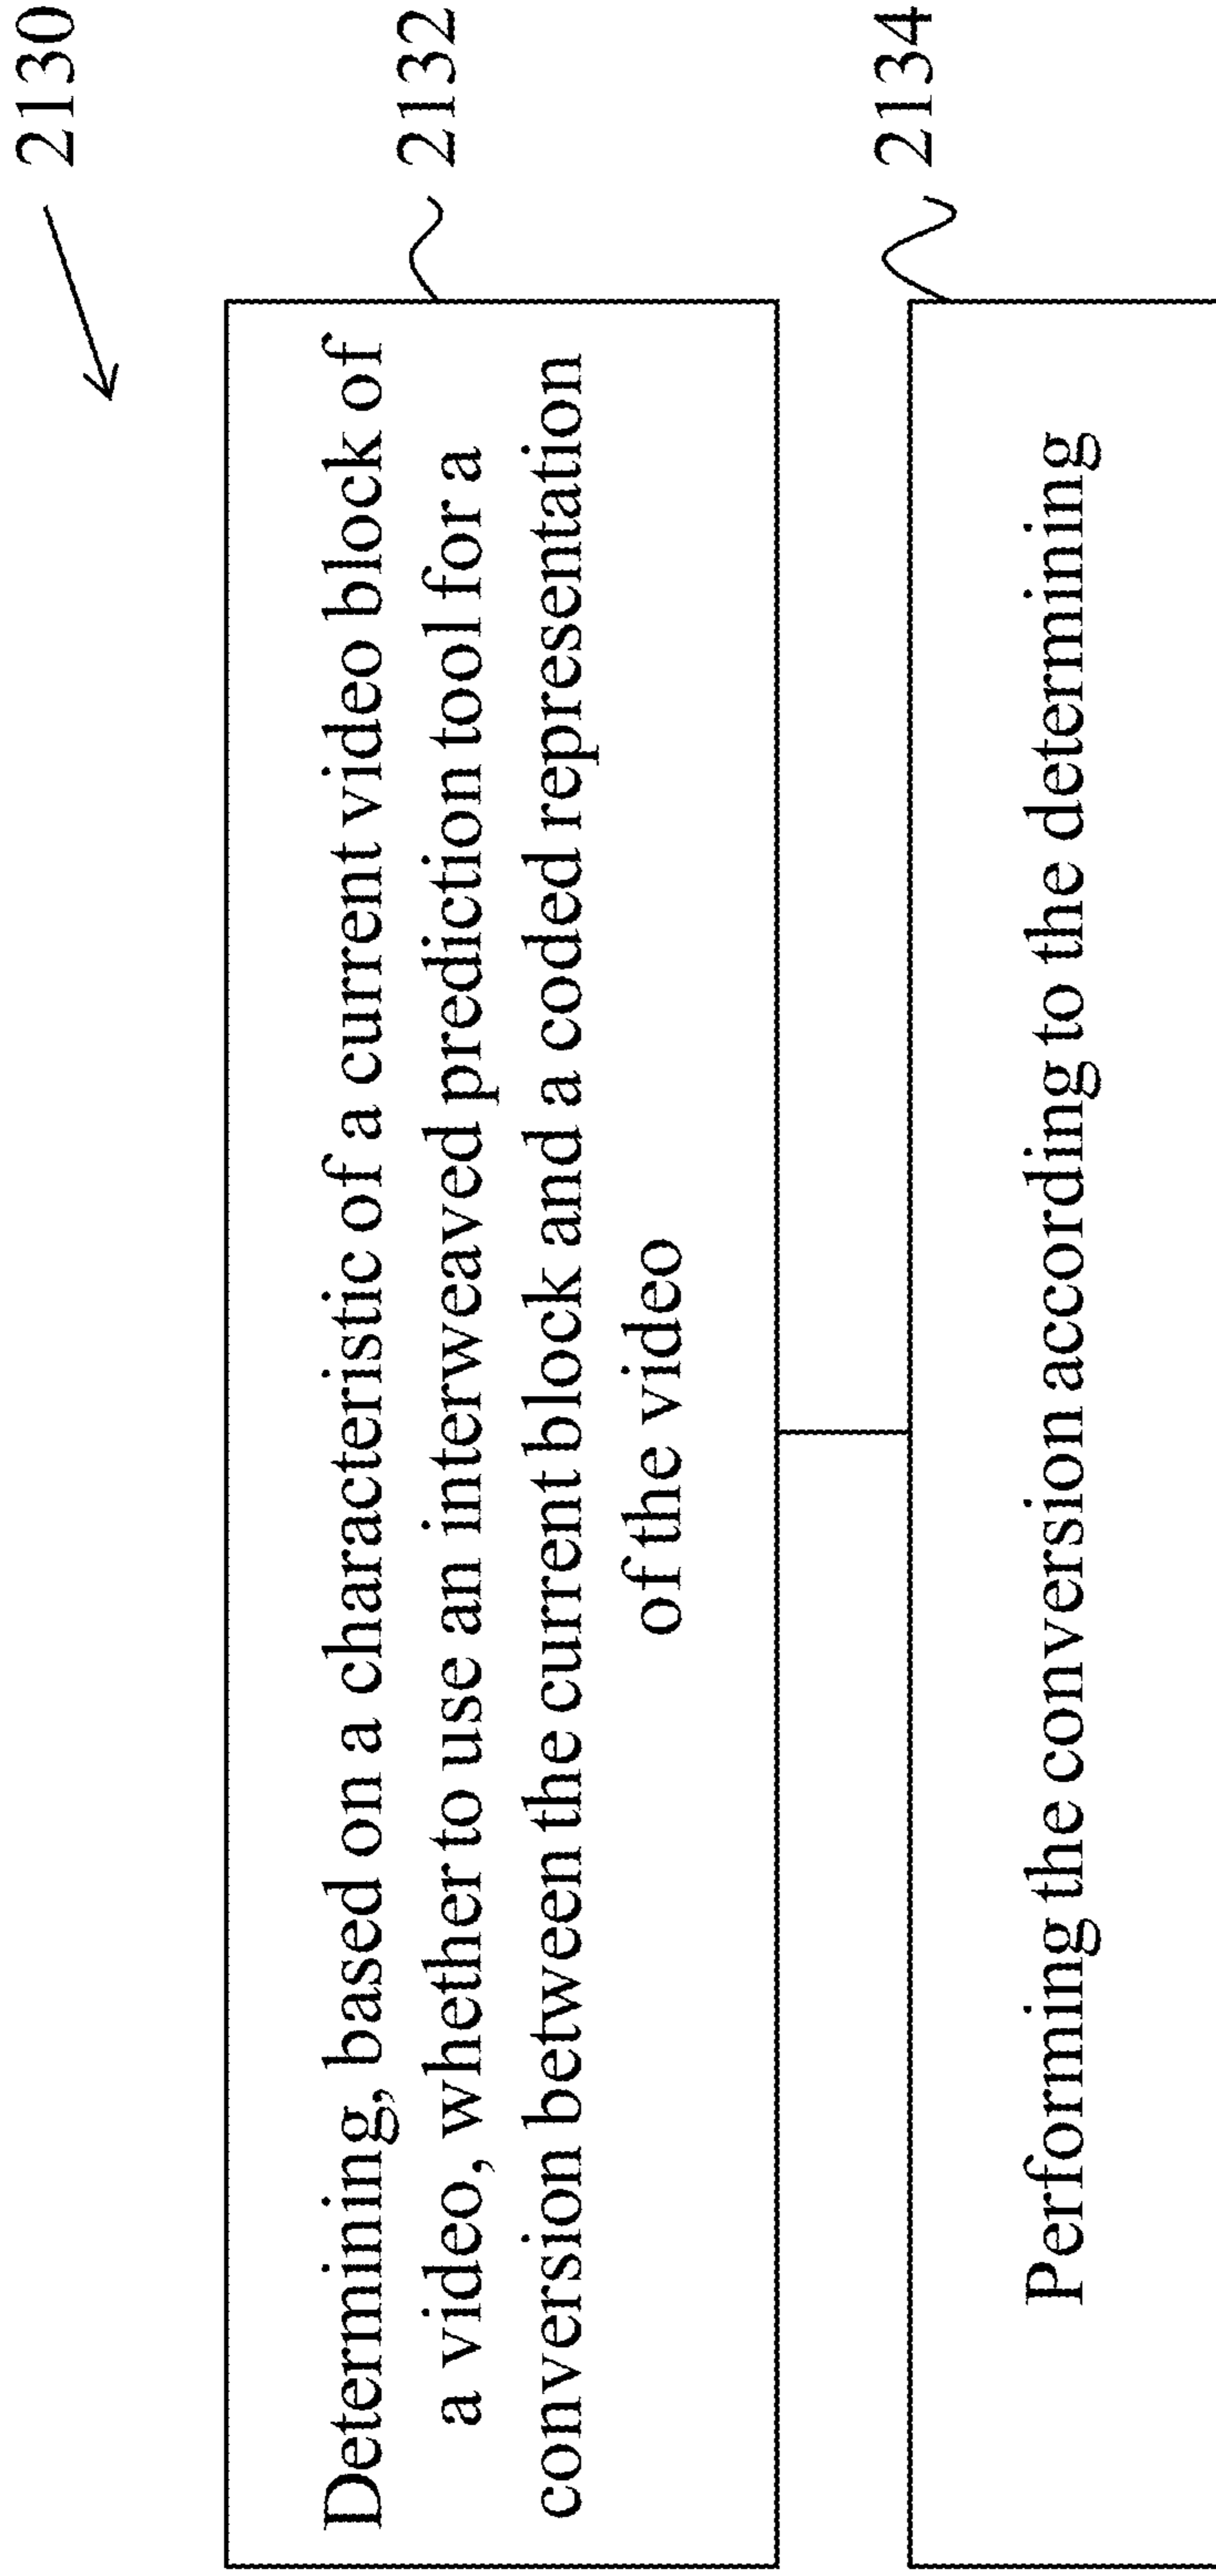 2130
Determining, based on a characteristic of a current video block of
a video, whether to use an interweaved prediction tool for a
conversion between the current block and a coded representation
of the video
2132
Performing the conversion according to the determining
2134